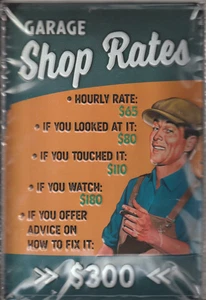 GARAGE
Shop Rates
• HOURLY RATE:
$65
• IF YOU LOOKED AT IT:
$80
• IF YOU TOUCHED IT:
$110
• IF YOU WATCH:
$180
• IF YOU OFFER
ADVICE ON
HOW TO FIX IT:
>> $300 <<